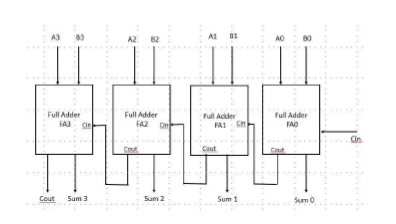 A3 B3 A2 B2 A1 B1 A0 B0
Full Adder Full Adder Full Adder Full Adder
FA3 Cin FA2 Cin FA1 Cin FA0
Cin
Cout Cout Cout
Cout Sum 3 Sum 2 Sum 1 Sum 0